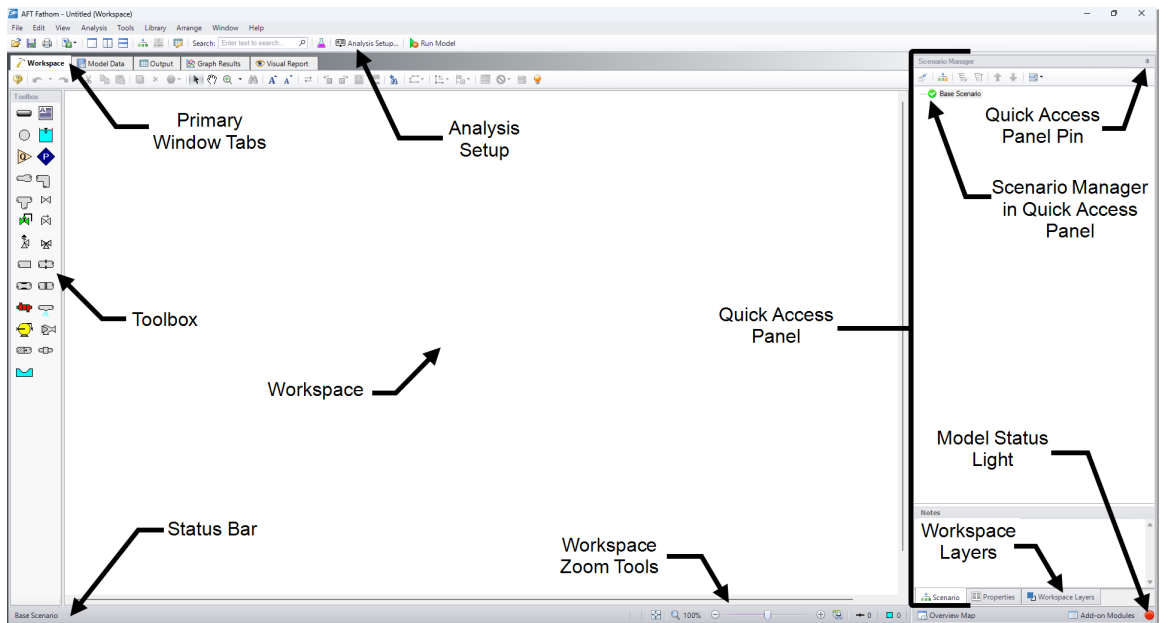 AFT Fathom - Untitled (Workspace)
File Edit View Analysis Tools Library Arrange Window Help
Search: Enter text to search... Analysis Setup... Run Model
Workspace Model Data Output Graph Results Visual Report
Scenario Manager
Toolbox
Base Scenario
Primary
Window Tabs
Analysis
Setup
Quick Access
Panel Pin
Scenario Manager
in Quick Access
Panel
Toolbox
Quick Access
Panel
Workspace
Model Status
Light
Notes
Status Bar
Workspace
Zoom Tools
Workspace
Layers
Scenario Properties Workspace Layers
Base Scenario 100% 0 0 Overview Map Add-on Modules